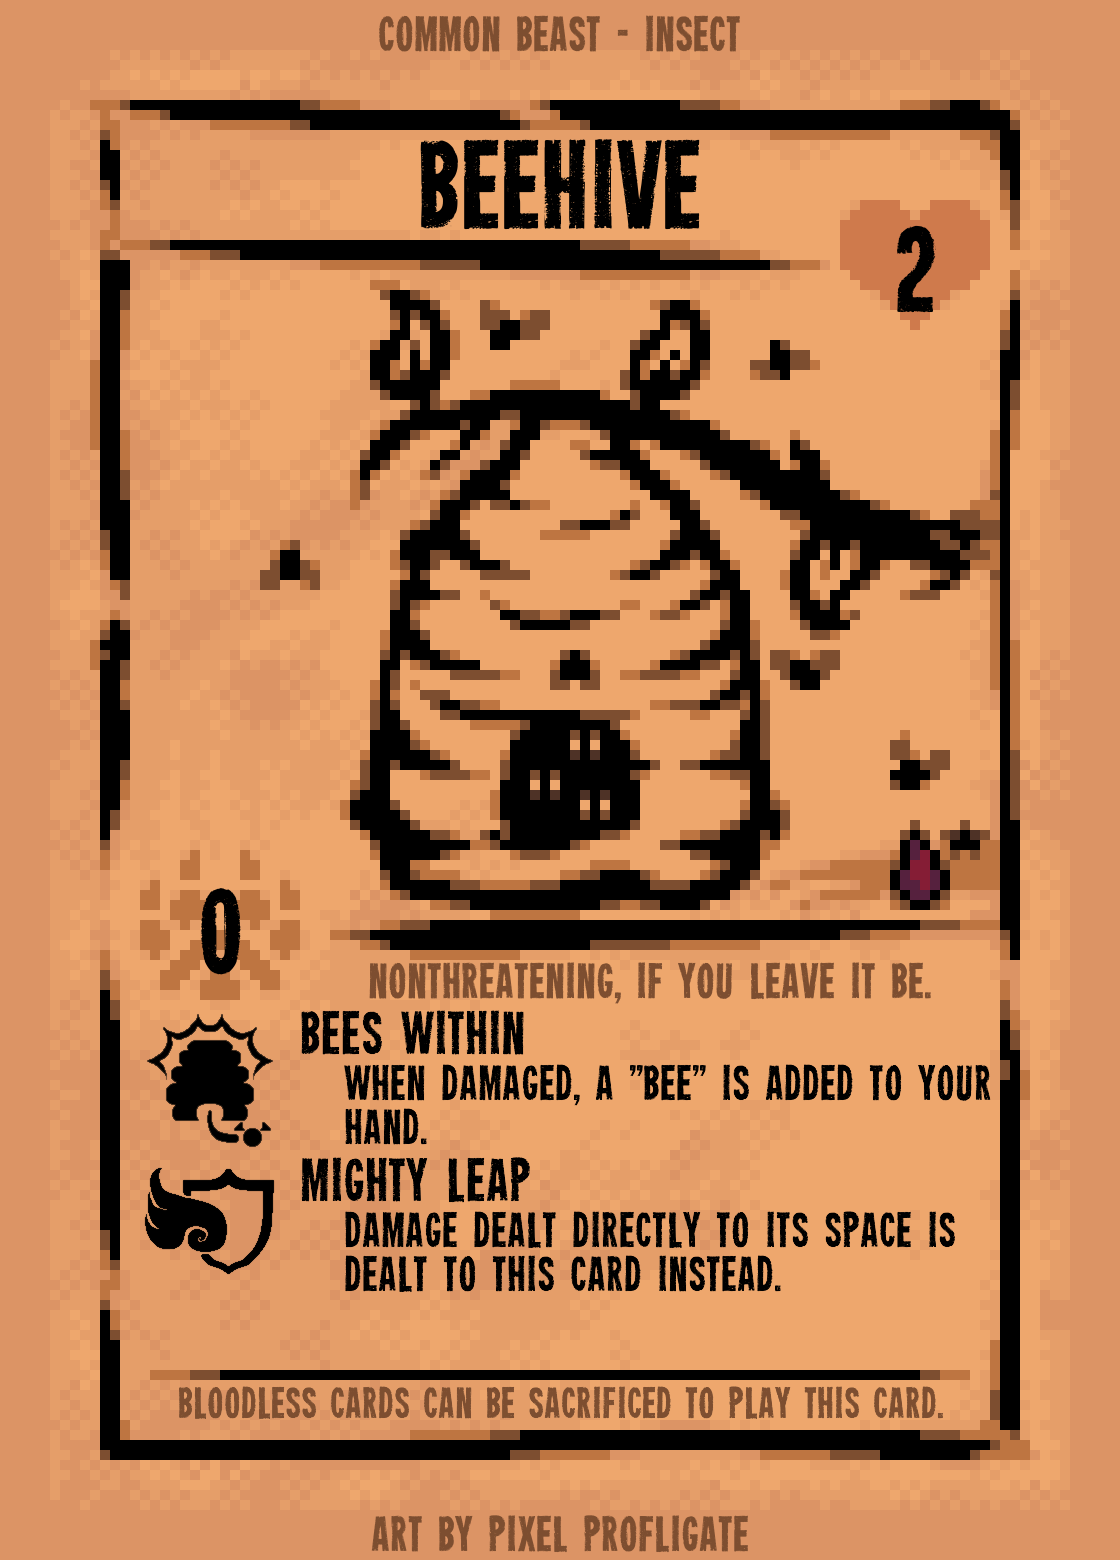 COMMON BEAST - INSECT
BEEHIVE
2
0
NONTHREATENING, IF YOU LEAVE IT BE.
BEES WITHIN
WHEN DAMAGED, A "BEE" IS ADDED TO YOUR
HAND.
MIGHTY LEAP
DAMAGE DEALT DIRECTLY TO ITS SPACE IS
DEALT TO THIS CARD INSTEAD.
BLOODLESS CARDS CAN BE SACRIFICED TO PLAY THIS CARD.
ART BY PIXEL PROFLIGATE